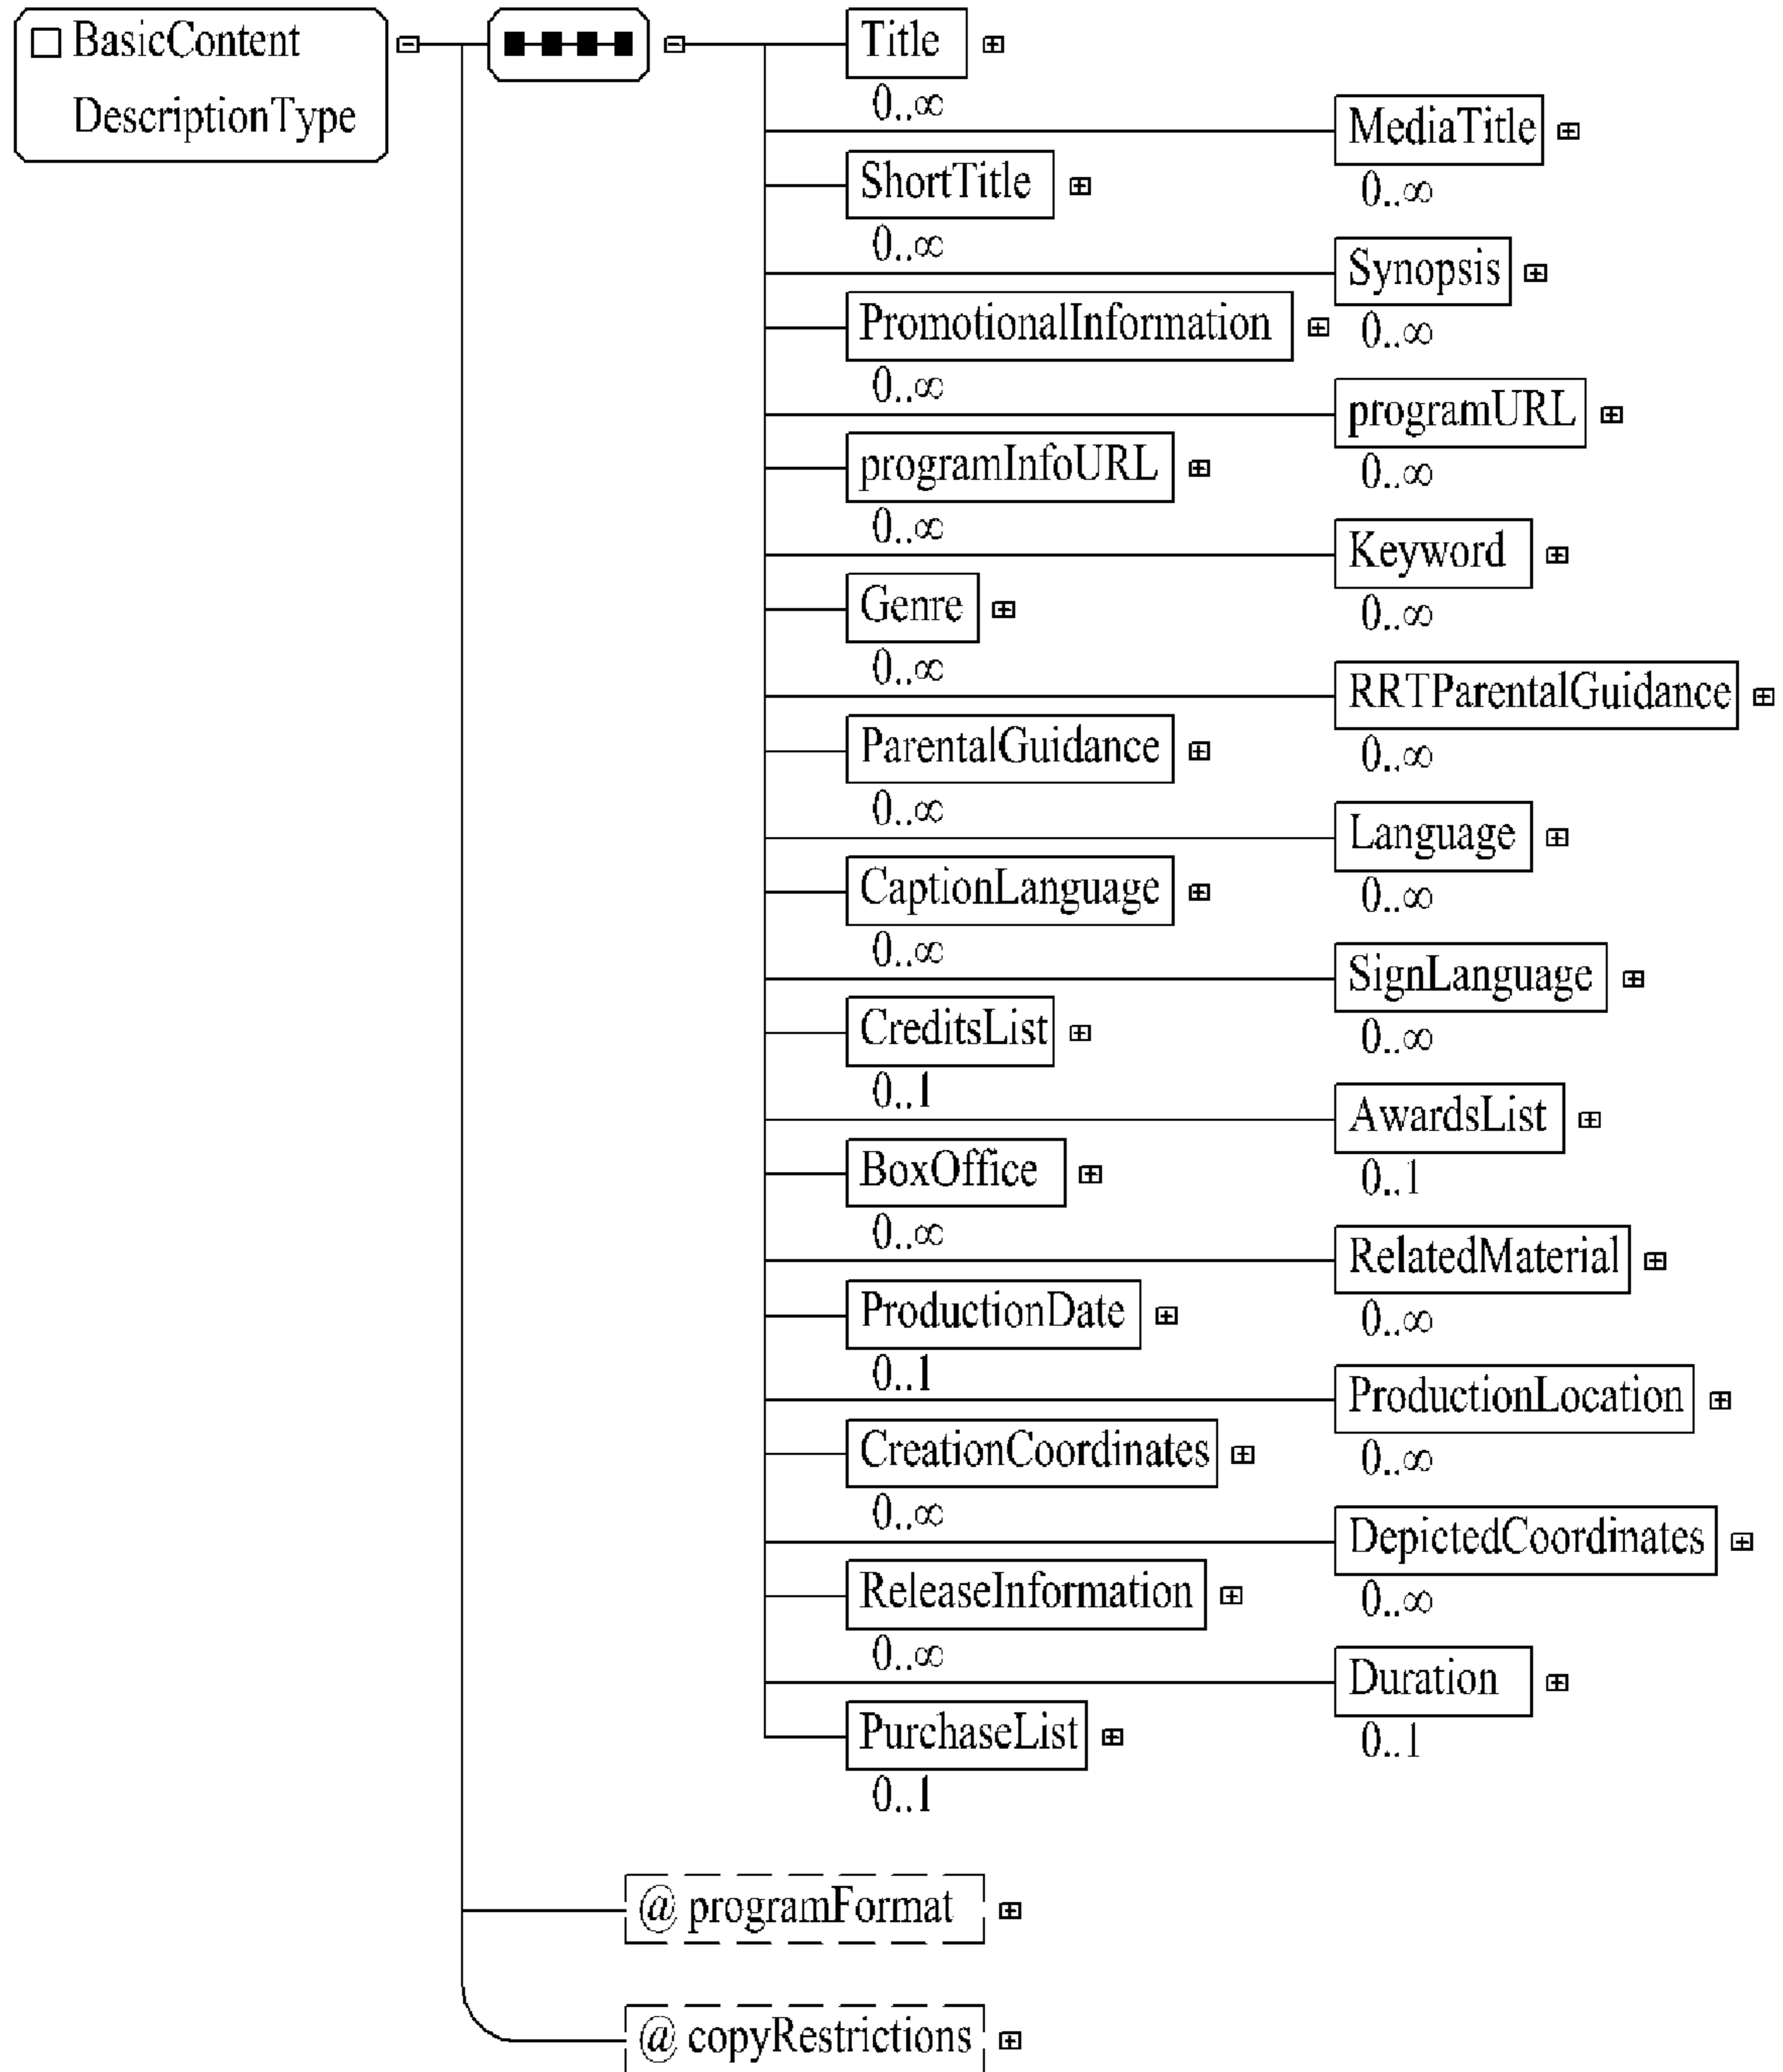 BasicContent
DescriptionType
Title
0..∞
MediaTitle
0..∞
ShortTitle
0..∞
Synopsis
0..∞
PromotionalInformation
0..∞
programURL
0..∞
programInfoURL
0..∞
Keyword
0..∞
Genre
0..∞
RRTParentalGuidance
0..∞
ParentalGuidance
0..∞
Language
0..∞
CaptionLanguage
0..∞
SignLanguage
0..∞
CreditsList
0..1
AwardsList
0..1
BoxOffice
0..∞
RelatedMaterial
0..∞
ProductionDate
0..1
ProductionLocation
0..∞
CreationCoordinates
0..∞
DepictedCoordinates
0..∞
ReleaseInformation
0..∞
Duration
0..1
PurchaseList
0..1
@ programFormat
@ copyRestrictions